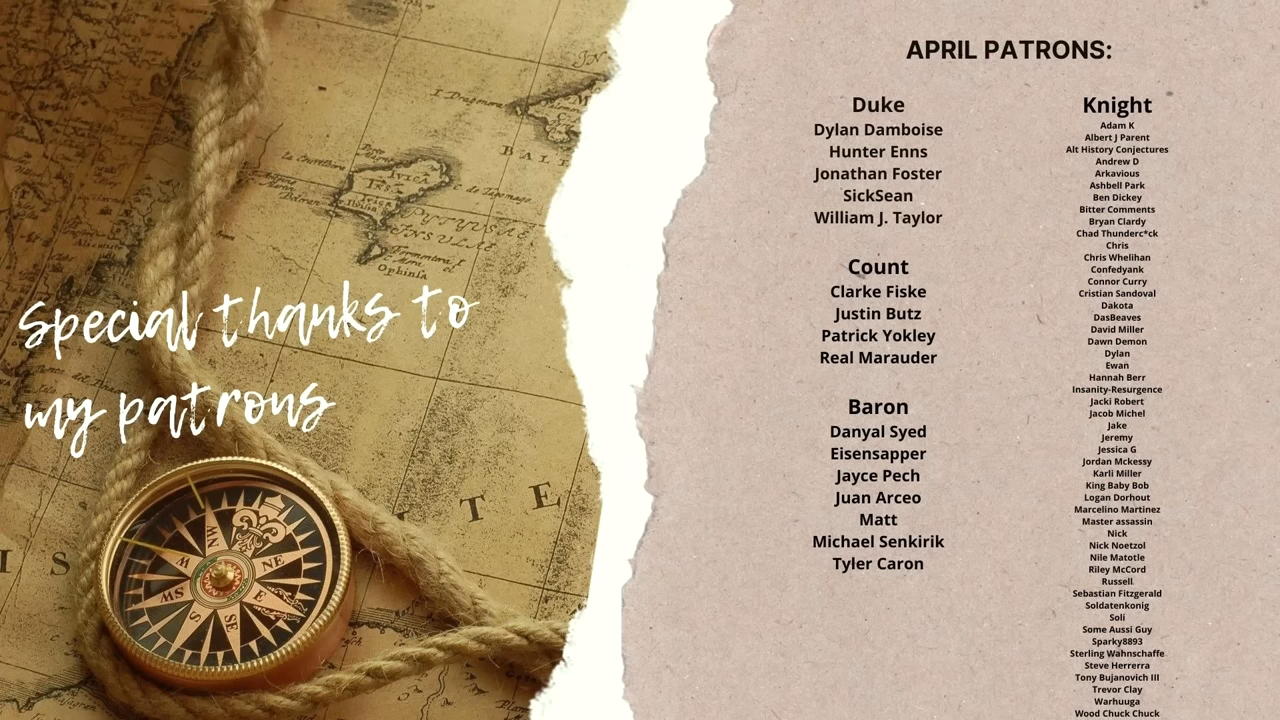 Special thanks to
my patrons
APRIL PATRONS:
Duke
Dylan Damboise
Hunter Enns
Jonathan Foster
SickSean
William J. Taylor
Count
Clarke Fiske
Justin Butz
Patrick Yokley
Real Marauder
Baron
Danyal Syed
Eisensapper
Jayce Pech
Juan Arceo
Matt
Michael Senkirik
Tyler Caron
Knight
Adam K
Albert J Parent
Alt History Conjectures
Andrew D
Arkavious
Ashbell Park
Ben Dickey
Bitter Comments
Bryan Clardy
Chad Thunderc*ck
Chris
Chris Whelihan
Confedyank
Connor Curry
Cristian Sandoval
Dakota
DasBeaves
David Miller
Dawn Demon
Dylan
Ewan
Hannah Berr
Insanity-Resurgence
Jacki Robert
Jacob Michel
Jake
Jeremy
Jessica G
Jordan Mckessy
Karli Miller
King Baby Bob
Logan Dorhout
Marcelino Martinez
Master assassin
Nick
Nick Noetzol
Nile Matotle
Riley McCord
Russell
Sebastian Fitzgerald
Soldatenkonig
Soli
Some Aussi Guy
Sparky8893
Sterling Wahnschaffe
Steve Herrerra
Tony Bujanovich III
Trevor Clay
Warhuuga
Wood Chuck Chuck
Ophinla
T E
I S
NW
NE
W
E
SW
SE
S